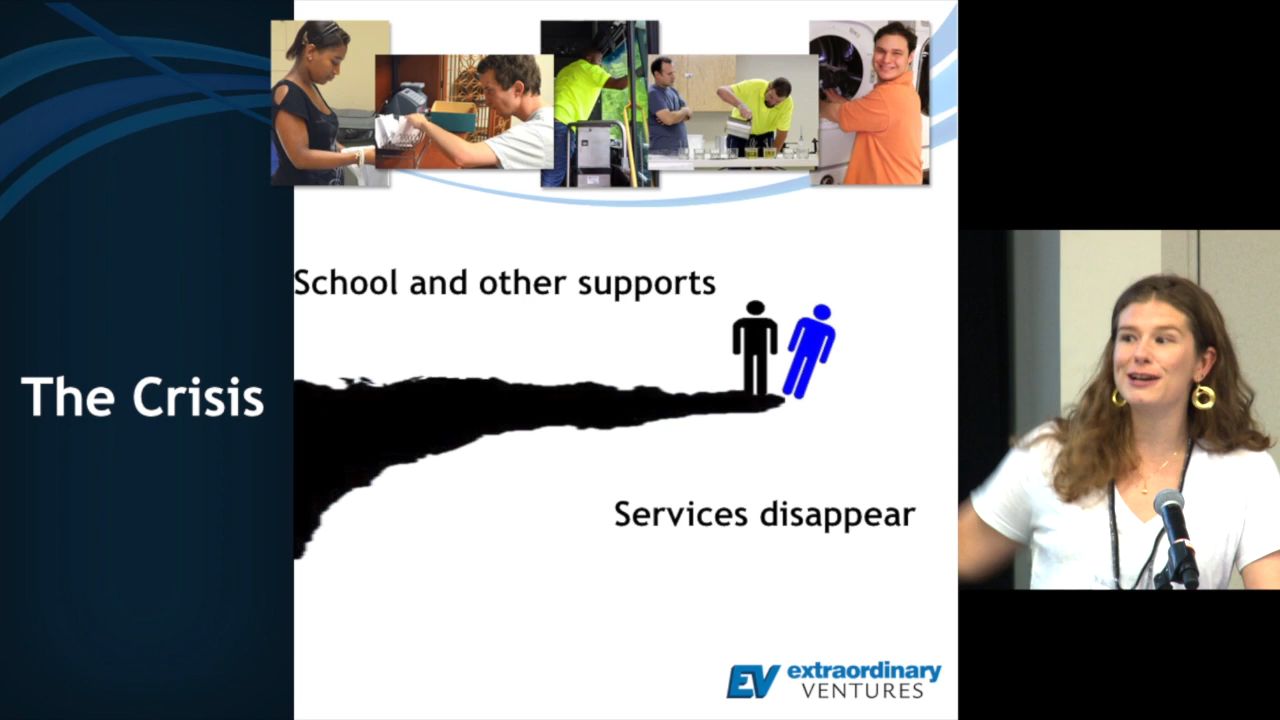 School and other supports
The Crisis
Services disappear
EV extraordinary
VENTURES